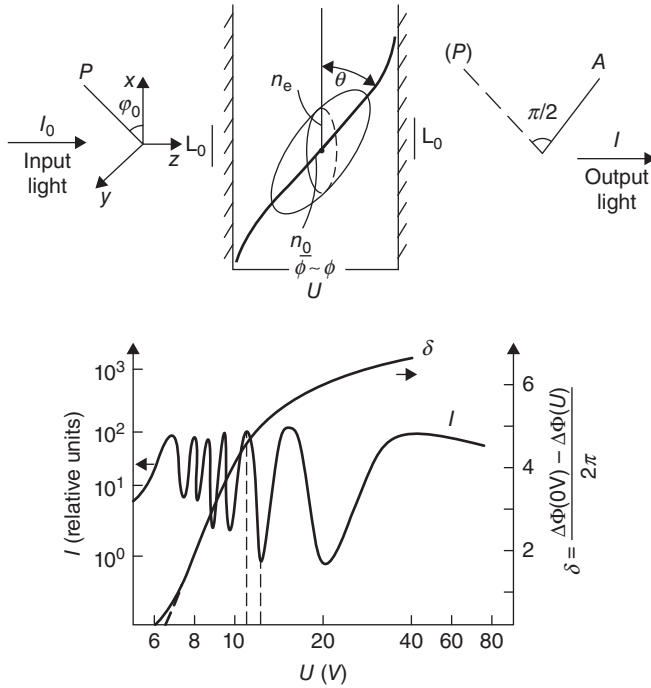 P
x
φ0
I0
Input
light
z
y
L0
ne
θ
n0
ϕ ~ ϕ
U
L0
(P)
A
π/2
I
Output
light
I (relative units)
10³
10²
10¹
10⁰
δ
I
6
4
3
2
δ = ΔΦ(0V) − ΔΦ(U) / 2π
6 8 10 20 40 60 80
U (V)